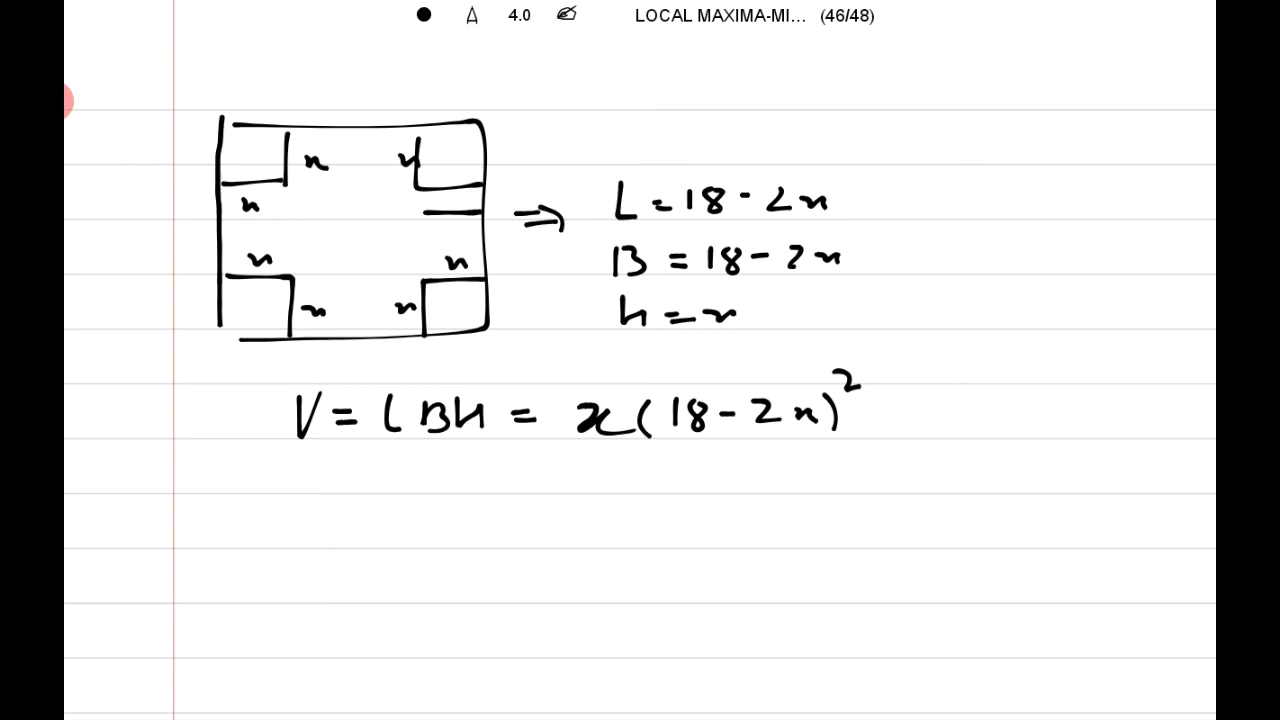 LOCAL MAXIMA-MI... (46/48)
4.0
x x
x
x x
x x
⇒ L = 18 - 2x
B = 18 - 2x
h = x
V = LBH = x(18 - 2x)²